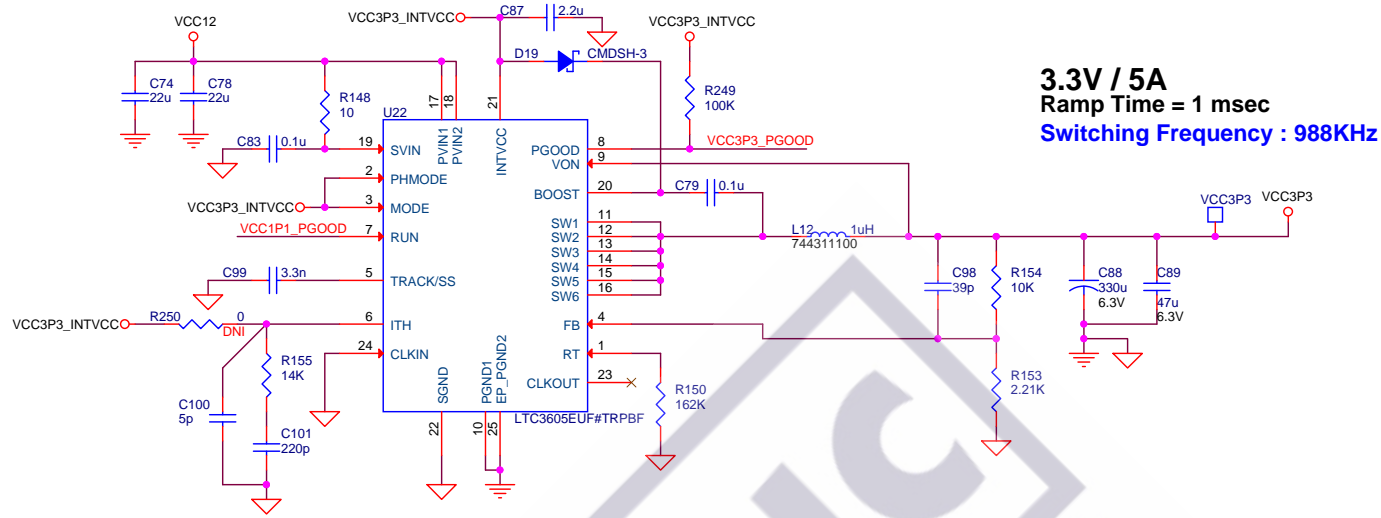 VCC12
VCC3P3_INTVCC
C87
2.2u
VCC3P3_INTVCC
D19
CMDSH-3
3.3V / 5A
Ramp Time = 1 msec
Switching Frequency : 988KHz
C74
22u
C78
22u
R148
10
R249
100K
17
18
21
U22
C83
0.1u
19
SVIN
PVIN1
PVIN2
INTVCC
PGOOD
8
VCC3P3_PGOOD
VON
9
2
PHMODE
BOOST
20
C79
0.1u
VCC3P3_INTVCC
3
MODE
VCC3P3
VCC3P3
VCC1P1_PGOOD
7
RUN
SW1
11
SW2
12
SW3
13
SW4
14
SW5
15
SW6
16
L12
1uH
744311100
C99
3.3n
5
TRACK/SS
C98
39p
R154
10K
C88
330u
6.3V
C89
47u
6.3V
VCC3P3_INTVCC
R250
0
DNI
6
ITH
FB
4
24
CLKIN
RT
1
R155
14K
CLKOUT
23
R150
162K
R153
2.21K
SGND
PGND1
EP_PGND2
LTC3605EUF#TRPBF
C100
5p
C101
220p
22
10
25